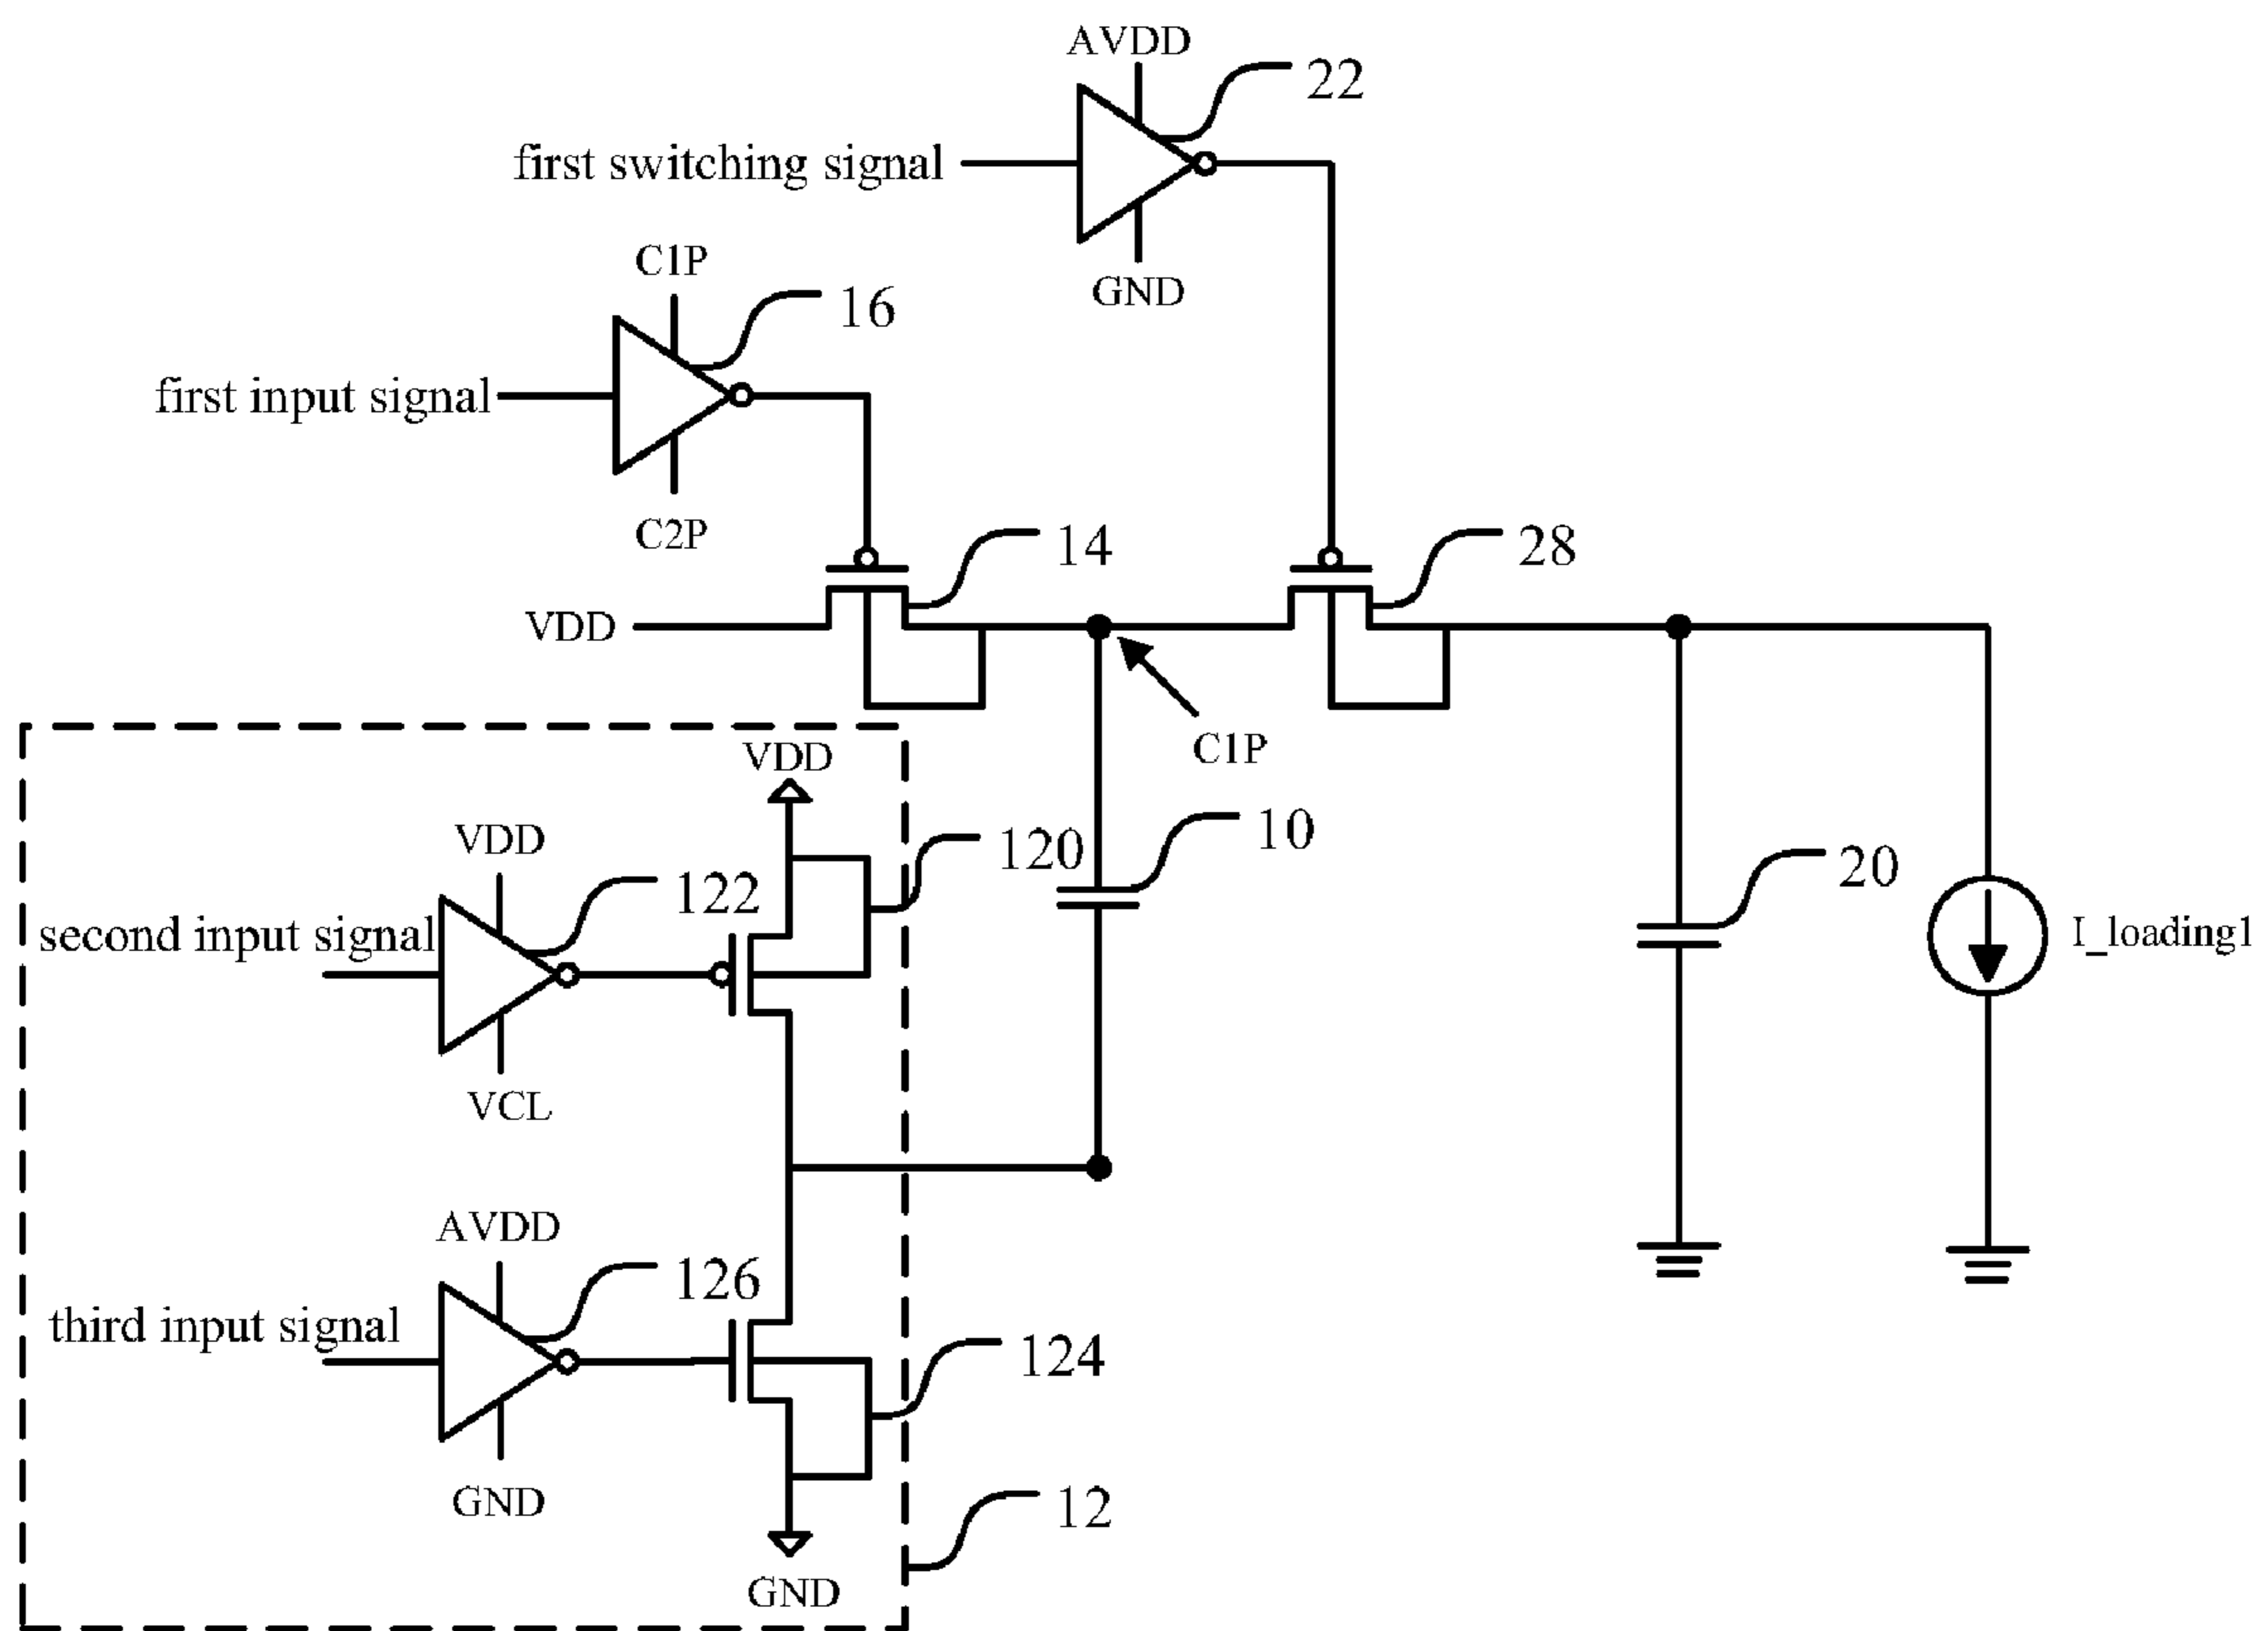 AVDD
22
first switching signal
GND
C1P
16
first input signal
C2P
14
28
VDD
C1P
VDD
VDD
120
10
122
20
second input signal
I_loading1
VCL
AVDD
126
third input signal
124
GND
12
GND